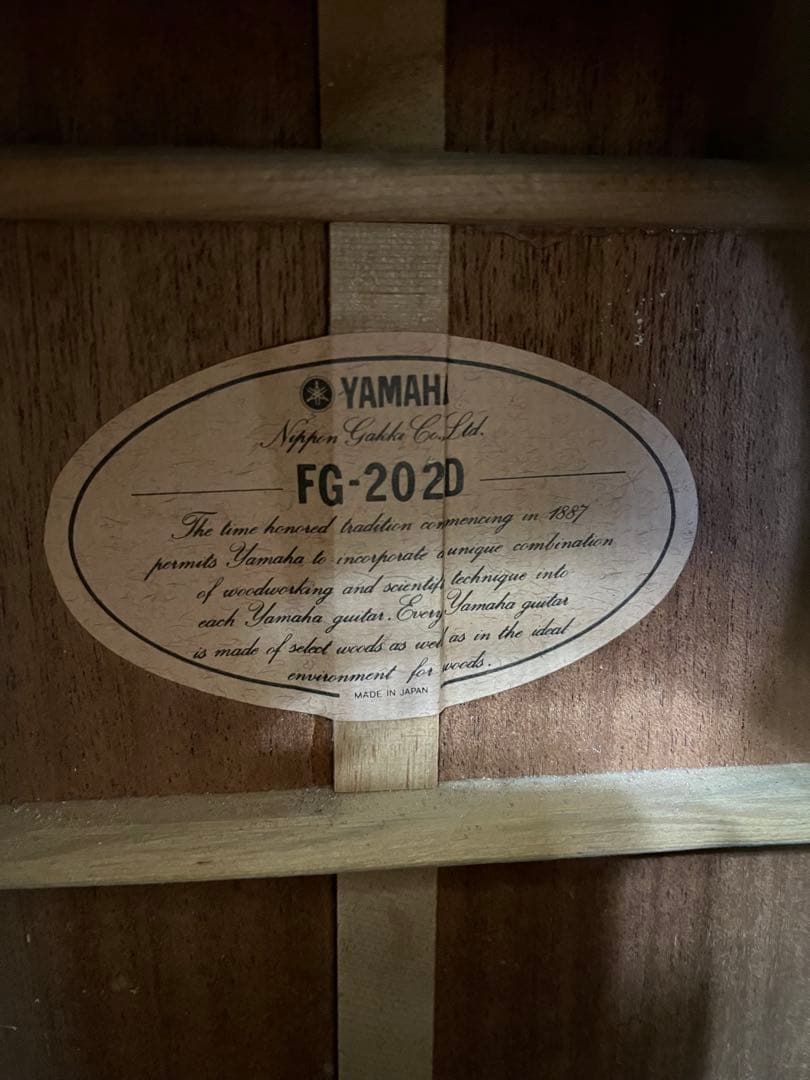 YAMAHA
Nippon Gakki Co., Ltd.
FG-202D
The time honored tradition commencing in 1887
permits Yamaha to incorporate a unique combination
of woodworking and scientific technique into
each Yamaha guitar. Every Yamaha guitar
is made of select woods as well as in the ideal
environment for woods.
MADE IN JAPAN